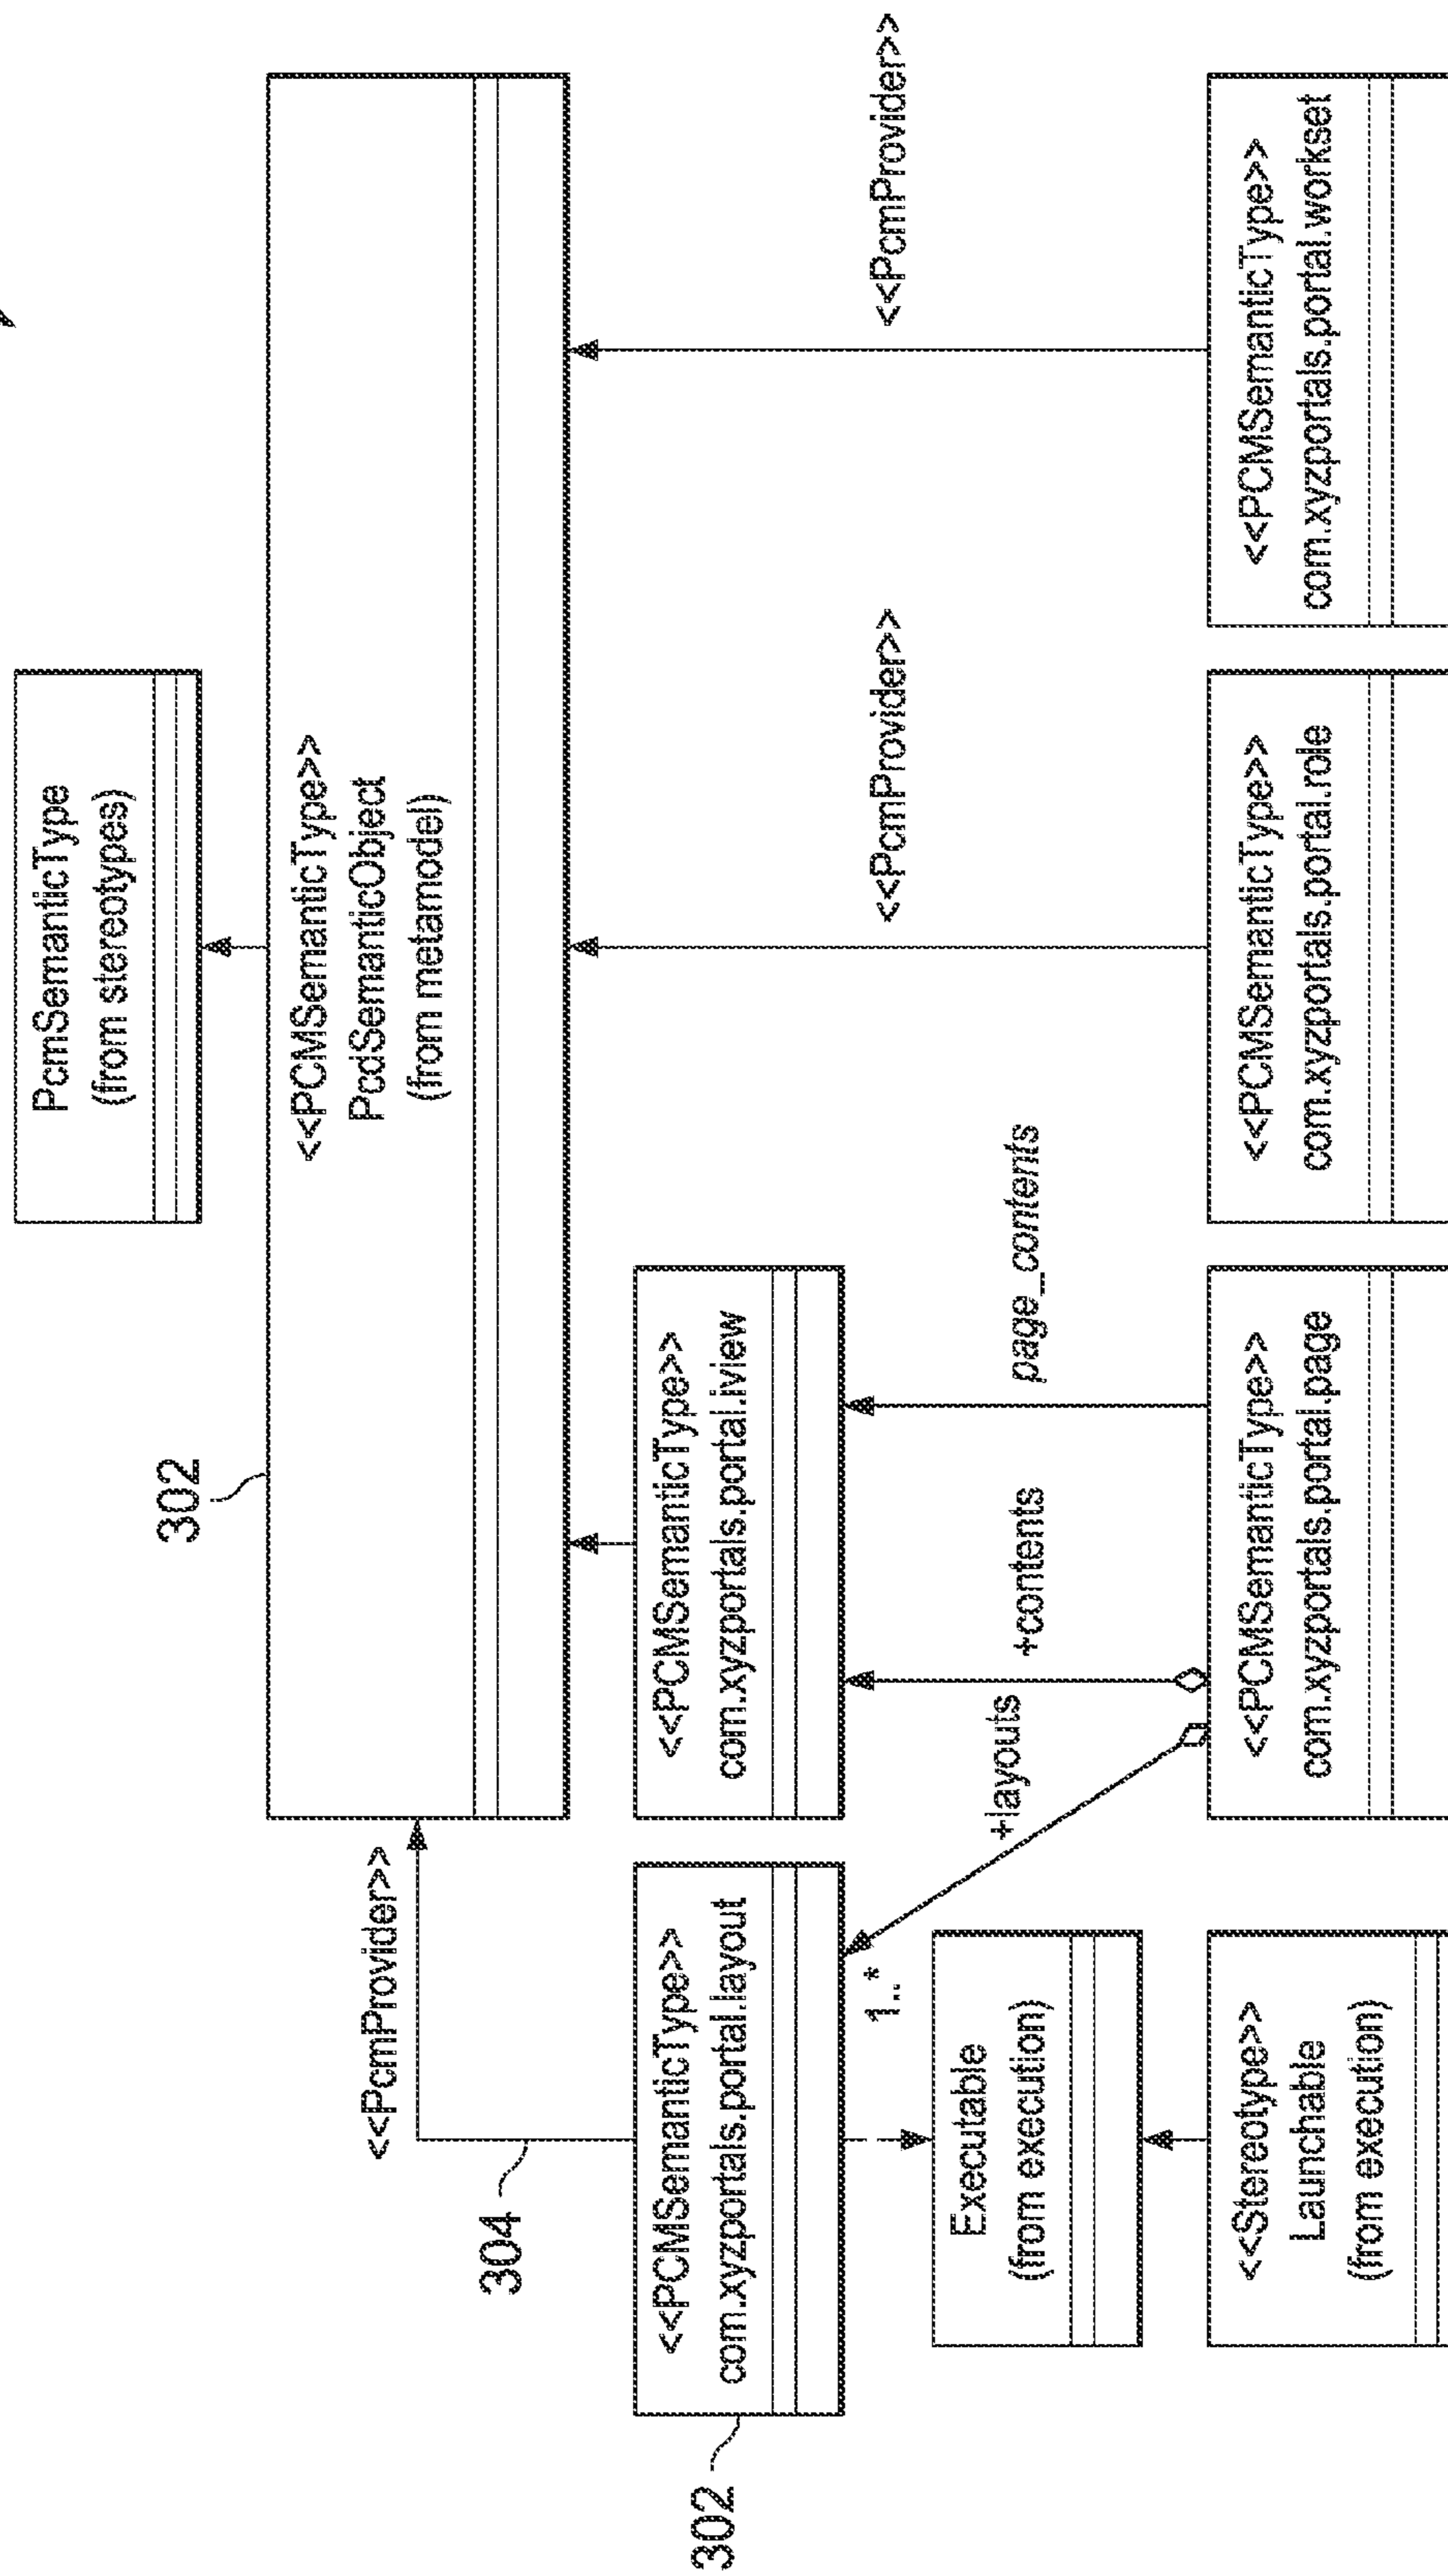 PcmSemanticType
(from stereotypes)
302
<<PCMSemanticType>>
PcdSemanticObject
(from metamodel)
<<PcmProvider>>
304
302
<<PCMSemanticType>>
com.xyzportals.portal.layout
<<PCMSemanticType>>
com.xyzportals.portal.iview
<<PcmProvider>>
<<PcmProvider>>
1..*
+layouts
+contents
page_contents
Executable
(from execution)
<<Stereotype>>
Launchable
(from execution)
<<PCMSemanticType>>
com.xyzportals.portal.page
<<PCMSemanticType>>
com.xyzportals.portal.role
<<PCMSemanticType>>
com.xyzportals.portal.workset